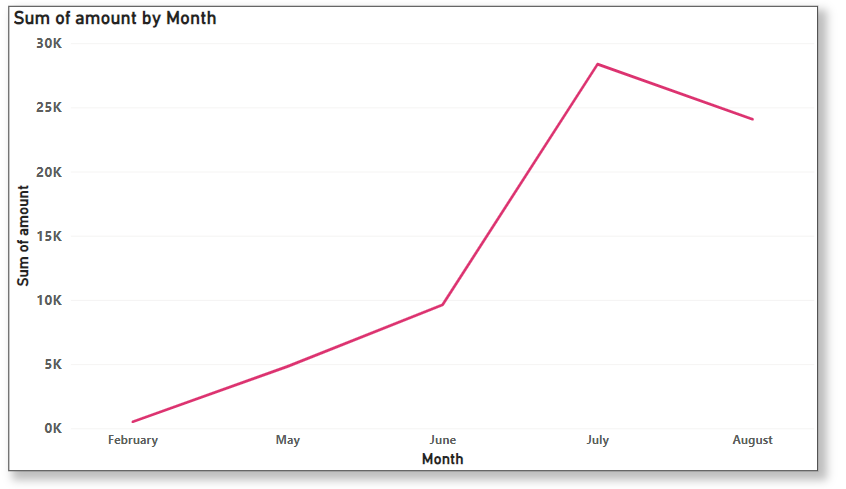 Sum of amount by Month
30K
25K
20K
15K
10K
5K
0K
Sum of amount
February May June July August
Month